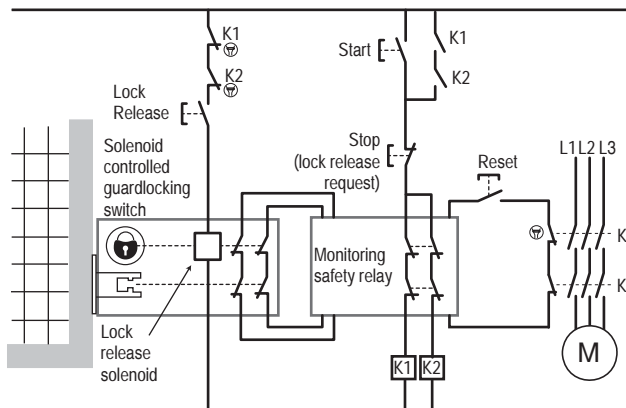 K1
K2
Lock
Release
Start
K1
K2
Solenoid
controlled
guardlocking
switch
Stop
(lock release
request)
Reset
L1 L2 L3
Monitoring
safety relay
K
K
Lock
release
solenoid
K1
K2
M